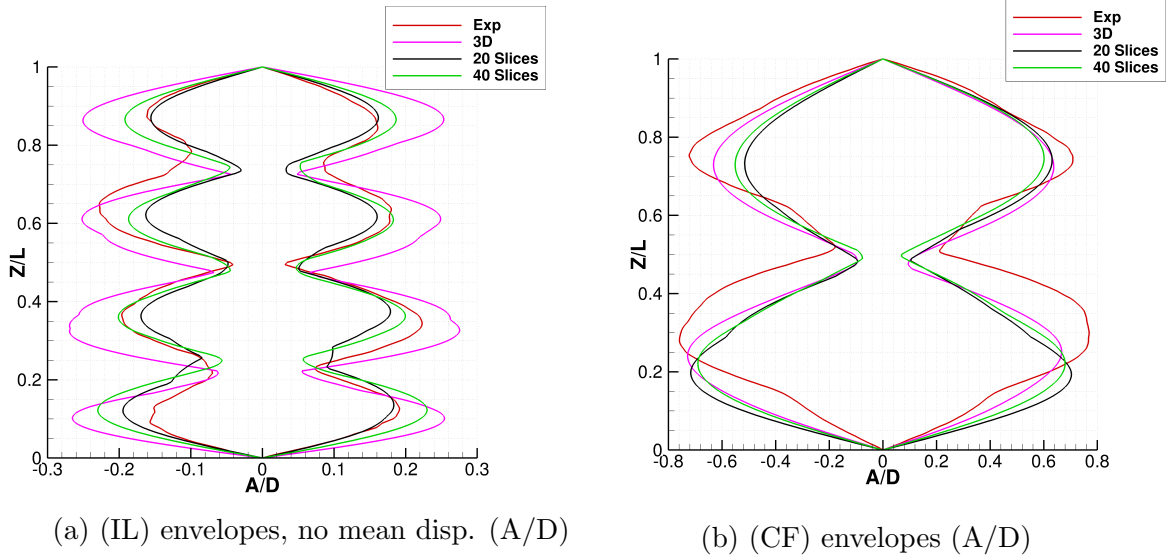 Exp
3D
20 Slices
40 Slices
1
0.8
0.6
0.4
0.2
0
Z/L
-0.3 -0.2 -0.1 0 0.1 0.2 0.3
A/D
(a) (IL) envelopes, no mean disp. (A/D)
Exp
3D
20 Slices
40 Slices
1
0.8
0.6
0.4
0.2
0
Z/L
-0.8 -0.4 -0.2 0 0.2 0.4 0.6 0.8
A/D
(b) (CF) envelopes (A/D)